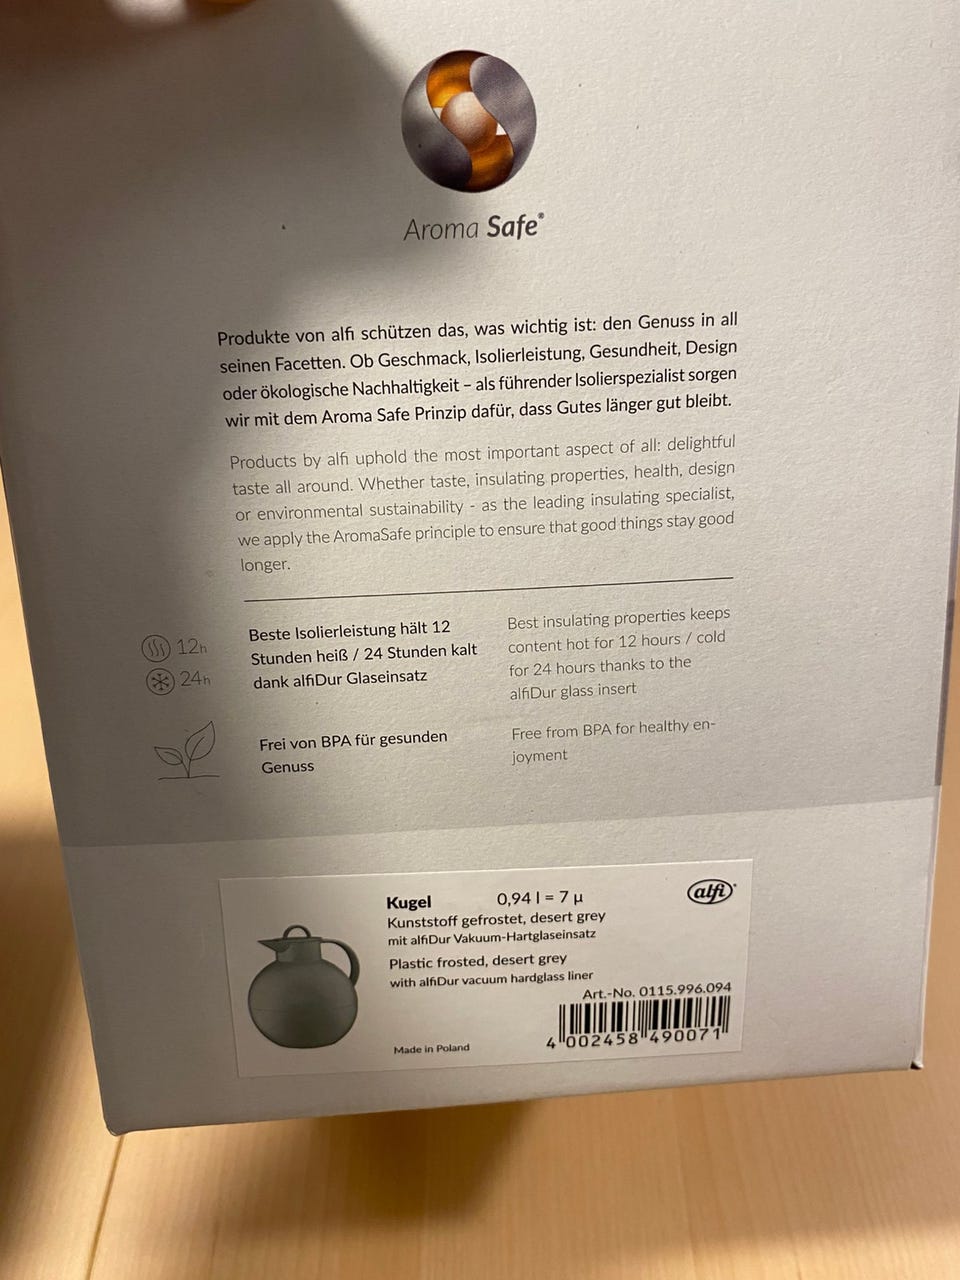 Aroma Safe®
Produkte von alfi schützen das, was wichtig ist: den Genuss in all
seinen Facetten. Ob Geschmack, Isolierleistung, Gesundheit, Design
oder ökologische Nachhaltigkeit – als führender Isolierspezialist sorgen
wir mit dem Aroma Safe Prinzip dafür, dass Gutes länger gut bleibt.
Products by alfi uphold the most important aspect of all: delightful
taste all around. Whether taste, insulating properties, health, design
or environmental sustainability - as the leading insulating specialist,
we apply the AromaSafe principle to ensure that good things stay good
longer.
12h
24h
Beste Isolierleistung hält 12
Stunden heiß / 24 Stunden kalt
dank alfiDur Glaseinsatz
Best insulating properties keeps
content hot for 12 hours / cold
for 24 hours thanks to the
alfiDur glass insert
Frei von BPA für gesunden
Genuss
Free from BPA for healthy en-
joyment
Kugel 0,94 l = 7 µ
alfi®
Kunststoff gefrostet, desert grey
mit alfiDur Vakuum-Hartglaseinsatz
Plastic frosted, desert grey
with alfiDur vacuum hardglass liner
Art.-No. 0115.996.094
4 002458 490071
Made in Poland